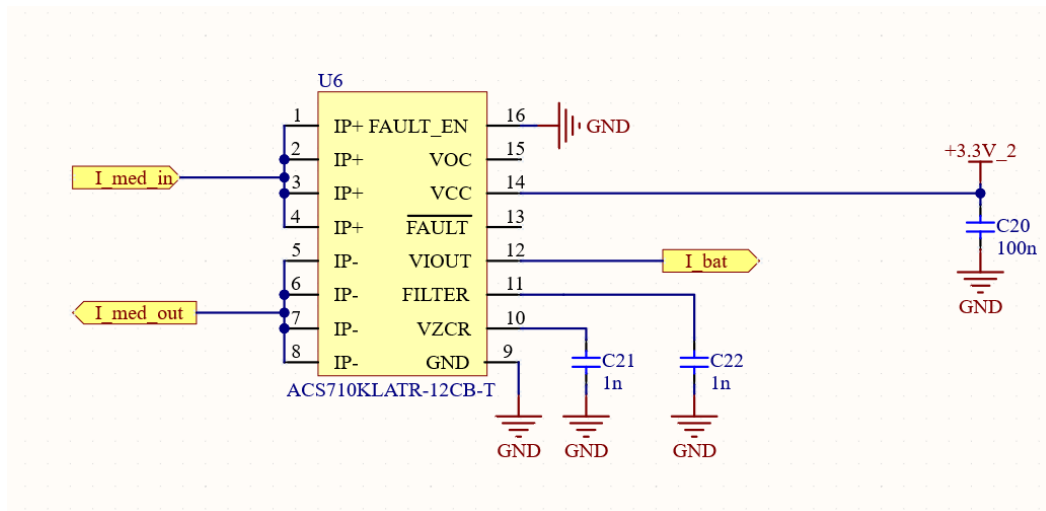 U6
1 IP+ FAULT_EN 16 GND
2 IP+ VOC 15
+3.3V_2
I_med_in
3 IP+ VCC 14
4 IP+ FAULT 13
C20
100n
5 IP- VIOUT 12 I_bat
6 IP- FILTER 11
GND
I_med_out
7 IP- VZCR 10
8 IP- GND 9
C21
1n
C22
1n
ACS710KLATR-12CB-T
GND
GND
GND